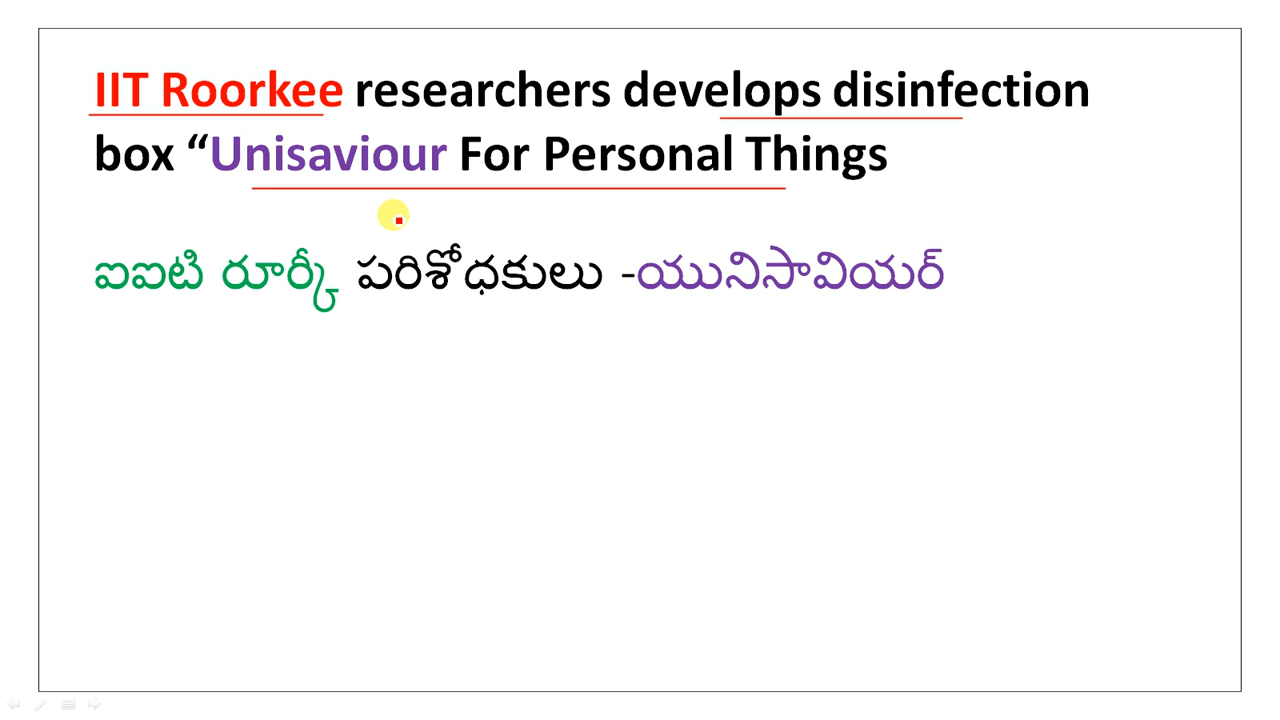 IIT Roorkee researchers develops disinfection
box “Unisaviour For Personal Things
ఐఐటి రూర్కీ పరిశోధకులు -యునిసావియర్